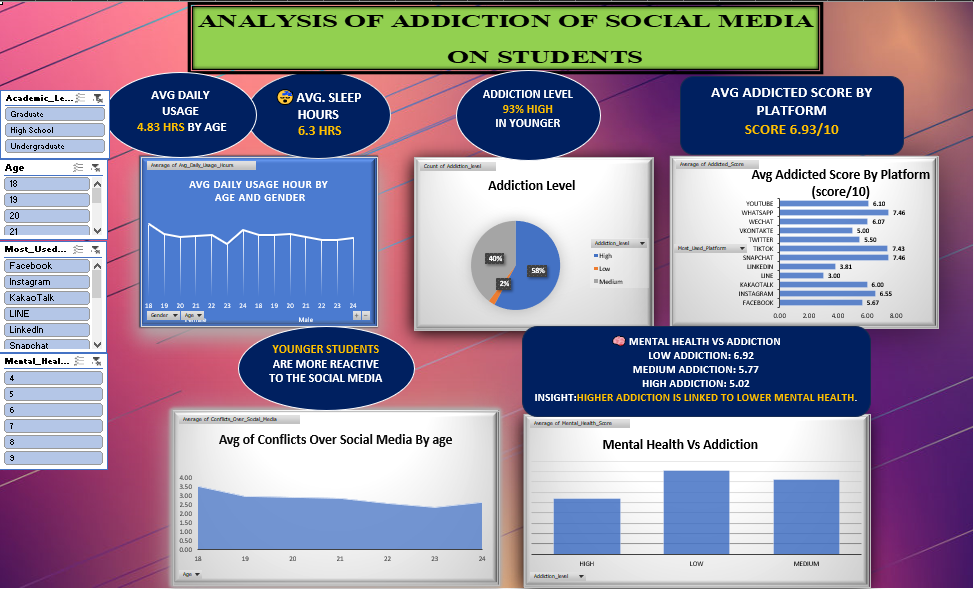 ANALYSIS OF ADDICTION OF SOCIAL MEDIA
ON STUDENTS
Academic_Le...
Graduate
High School
Undergraduate
Age
18
19
20
21
Most_Used...
Facebook
Instagram
KakaoTalk
LINE
LinkedIn
Snapchat
Mental_Heal...
4
5
6
7
8
9
AVG DAILY
USAGE
4.83 HRS BY AGE
AVG. SLEEP
HOURS
6.3 HRS
ADDICTION LEVEL
93% HIGH
IN YOUNGER
AVG ADDICTED SCORE BY
PLATFORM
SCORE 6.93/10
Average of Avg_Daily_Usage_Hours
AVG DAILY USAGE HOUR BY
AGE AND GENDER
18 19 20 21 22 23 24 18 19 20 21 22 23 24
Female Male
Gender Age
Count of Addiction_level
Addiction Level
40%
58%
2%
Addiction_level
High
Low
Medium
Average of Addicted_Score
Avg Addicted Score By Platform
(score/10)
Most_Used_Platform
YOUTUBE 6.10
WHATSAPP 7.46
WECHAT 6.07
VKONTAKTE 5.00
TWITTER 5.50
TIKTOK 7.43
SNAPCHAT 7.46
LINKEDIN 3.81
LINE 3.00
KAKAOTALK 6.00
INSTAGRAM 6.55
FACEBOOK 5.67
0.00 2.00 4.00 6.00 8.00
YOUNGER STUDENTS
ARE MORE REACTIVE
TO THE SOCIAL MEDIA
MENTAL HEALTH VS ADDICTION
LOW ADDICTION: 6.92
MEDIUM ADDICTION: 5.77
HIGH ADDICTION: 5.02
INSIGHT:HIGHER ADDICTION IS LINKED TO LOWER MENTAL HEALTH.
Average of Conflicts_Over_Social_Media
Avg of Conflicts Over Social Media By age
4.00
3.50
3.00
2.50
2.00
1.50
1.00
0.50
0.00
18 19 20 21 22 23 24
Age
Average of Mental_Health_Score
Mental Health Vs Addiction
HIGH LOW MEDIUM
Addiction_level